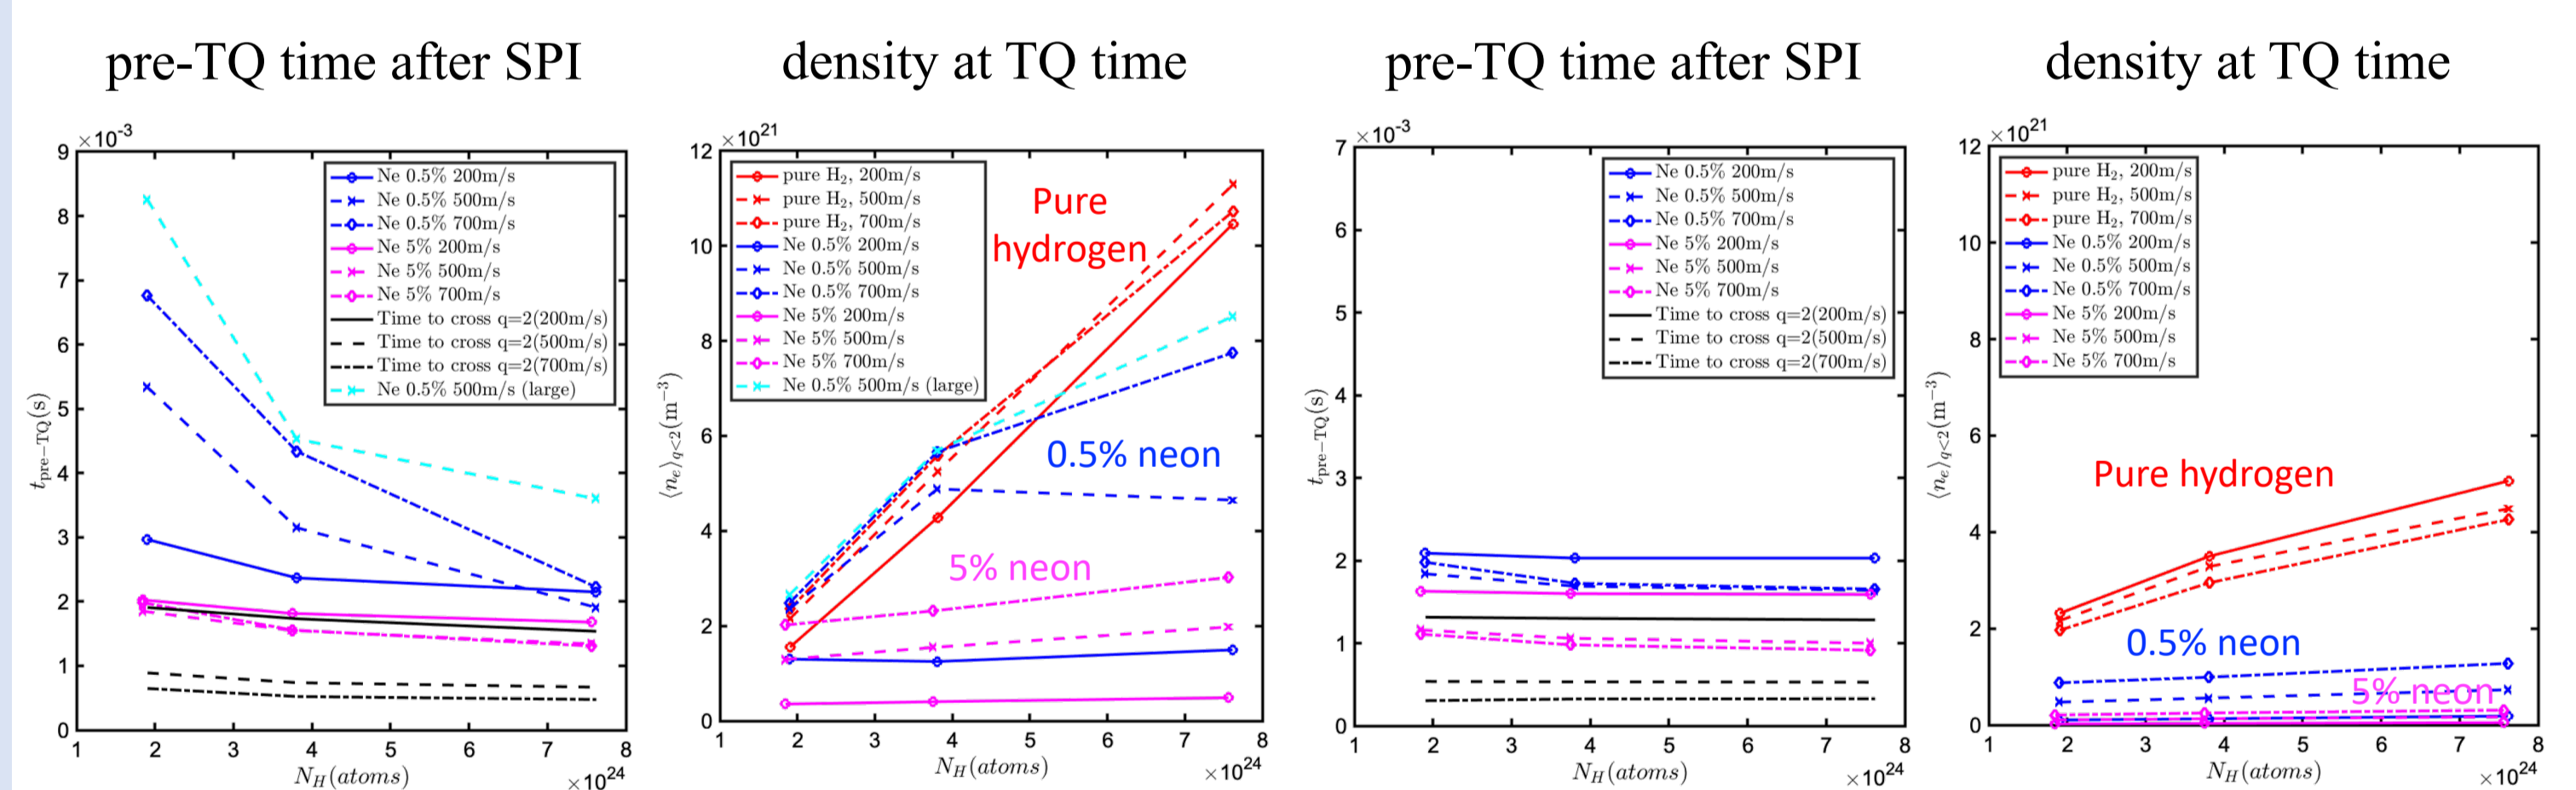 pre-TQ time after SPI
×10-3
9
8
7
6
5
4
3
2
1
0
tpre−TQ(s)
Ne 0.5% 200m/s
Ne 0.5% 500m/s
Ne 0.5% 700m/s
Ne 5% 200m/s
Ne 5% 500m/s
Ne 5% 700m/s
Time to cross q=2(200m/s)
Time to cross q=2(500m/s)
Time to cross q=2(700m/s)
Ne 0.5% 500m/s (large)
1 2 3 4 5 6 7 8
NH(atoms)
×1024
density at TQ time
×1021
12
10
8
6
4
2
0
⟨ne⟩q<2(m−3)
pure H2, 200m/s
pure H2, 500m/s
pure H2, 700m/s
Ne 0.5% 200m/s
Ne 0.5% 500m/s
Ne 0.5% 700m/s
Ne 5% 200m/s
Ne 5% 500m/s
Ne 5% 700m/s
Ne 0.5% 500m/s (large)
Pure
hydrogen
0.5% neon
5% neon
1 2 3 4 5 6 7 8
NH(atoms)
×1024
pre-TQ time after SPI
×10-3
7
6
5
4
3
2
1
0
tpre−TQ(s)
Ne 0.5% 200m/s
Ne 0.5% 500m/s
Ne 0.5% 700m/s
Ne 5% 200m/s
Ne 5% 500m/s
Ne 5% 700m/s
Time to cross q=2(200m/s)
Time to cross q=2(500m/s)
Time to cross q=2(700m/s)
1 2 3 4 5 6 7 8
NH(atoms)
×1024
density at TQ time
×1021
12
10
8
6
4
2
0
⟨ne⟩q<2(m−3)
pure H2, 200m/s
pure H2, 500m/s
pure H2, 700m/s
Ne 0.5% 200m/s
Ne 0.5% 500m/s
Ne 0.5% 700m/s
Ne 5% 200m/s
Ne 5% 500m/s
Ne 5% 700m/s
Pure hydrogen
0.5% neon
5% neon
1 2 3 4 5 6 7 8
NH(atoms)
×1024